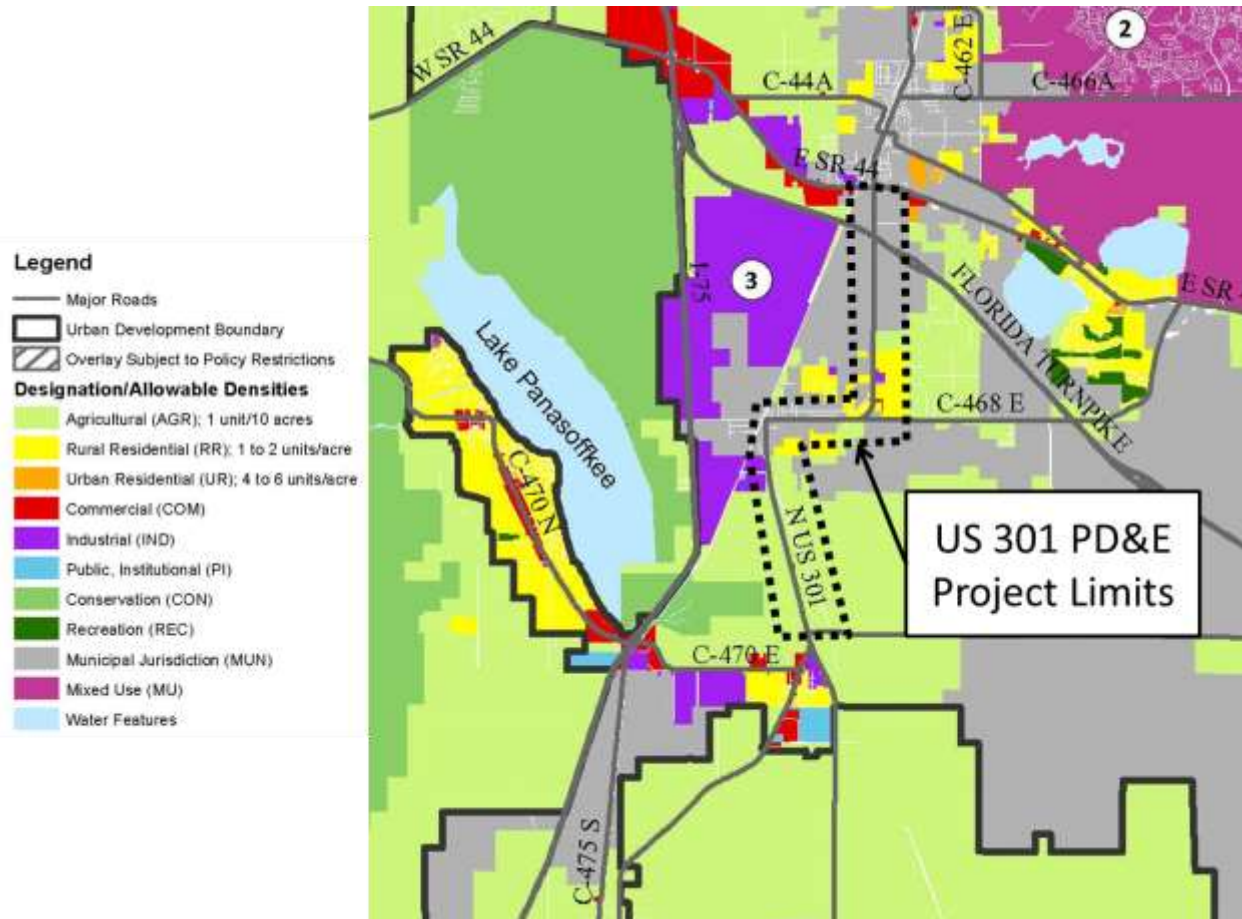 Legend
Major Roads
Urban Development Boundary
Overlay Subject to Policy Restrictions
Designation/Allowable Densities
Agricultural (AGR); 1 unit/10 acres
Rural Residential (RR); 1 to 2 units/acre
Urban Residential (UR); 4 to 6 units/acre
Commercial (COM)
Industrial (IND)
Public, Institutional (PI)
Conservation (CON)
Recreation (REC)
Municipal Jurisdiction (MUN)
Mixed Use (MU)
Water Features
W SR 44
C-462 E
2
C-44A
C-466A
E SR 44
I-75
3
FLORIDA TURNPIKE
E SR
Lake Panasoffkee
C-468 E
C-470 N
N US 301
US 301 PD&E
Project Limits
C-470 E
C-475 S